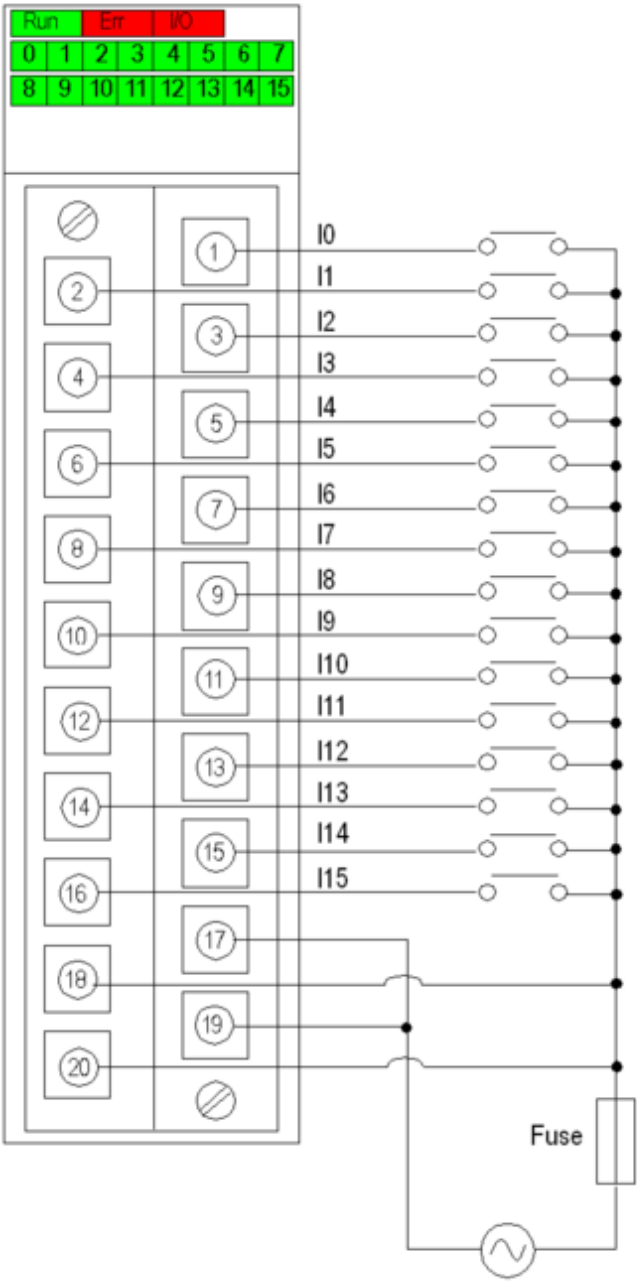 Run Err I/O
0 1 2 3 4 5 6 7
8 9 10 11 12 13 14 15
1 I0
2 I1
3 I2
4 I3
5 I4
6 I5
7 I6
8 I7
9 I8
10 I9
11 I10
12 I11
13 I12
14 I13
15 I14
16 I15
17
18
19
20
Fuse